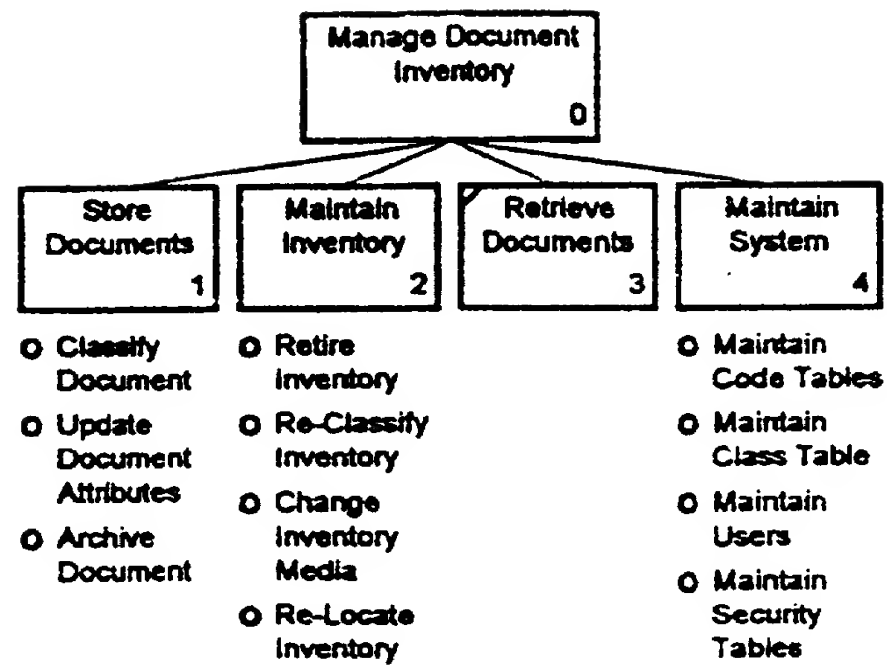 Manage Document
Inventory
0
Store
Documents
1
Maintain
Inventory
2
Retrieve
Documents
3
Maintain
System
4
Classify
Document
Update
Document
Attributes
Archive
Document
Retire
Inventory
Re-Classify
Inventory
Change
Inventory
Media
Re-Locate
Inventory
Maintain
Code Tables
Maintain
Class Table
Maintain
Users
Maintain
Security
Tables